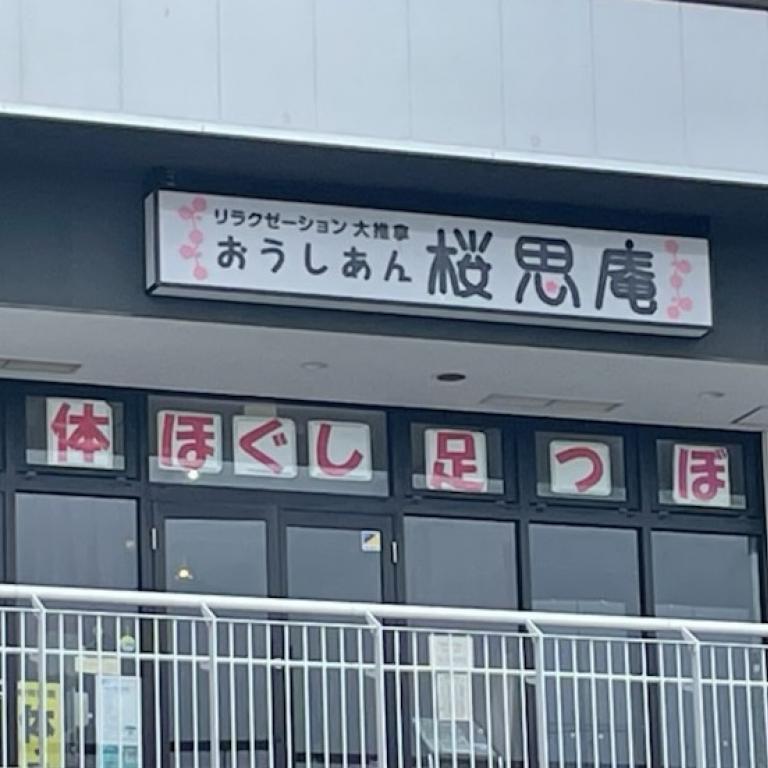 リラクゼーション 大推拿
おうしあん 桜思庵
体ほぐし 足つぼ
体